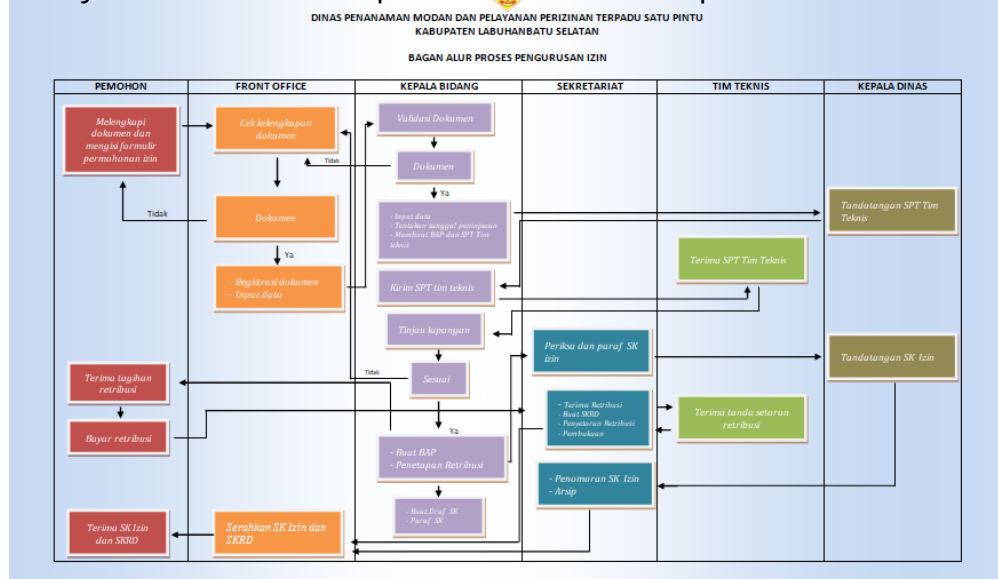 DINAS PENANAMAN MODAN DAN PELAYANAN PERIZINAN TERPADU SATU PINTU
KABUPATEN LABUHANBATU SELATAN
BAGAN ALUR PROSES PENGURUSAN IZIN
PEMOHON
FRONT OFFICE
KEPALA BIDANG
SEKRETARIAT
TIM TEKNIS
KEPALA DINAS
Melengkapi
dokumen dan
mengisi formulir
permohonan izin
Cek kelengkapan
dokumen
Validasi Dokumen
Tidak
Dokumen
Ya
Tidak
Dokumen
- Input data
- Tentukan tanggal peninjauan
- Membuat BAP dan SPT Tim
teknis
Tandatangan SPT Tim
Teknis
Ya
- Registrasi dokumen
- Input data
Kirim SPT tim teknis
Terima SPT Tim Teknis
Tinjau lapangan
Periksa dan paraf SK
izin
Tandatangan SK Izin
Terima tagihan
retribusi
Tidak
Sesuai
Bayar retribusi
Ya
- Terima Retribusi
- Buat SKRD
- Penyetoran Retribusi
- Pembukuan
Terima tanda setoran
retribusi
- Buat BAP
- Penetapan Retribusi
- Penomoran SK Izin
- Arsip
- Buat Draf SK
- Paraf SK
Terima SK Izin
dan SKRD
Serahkan SK Izin dan
SKRD